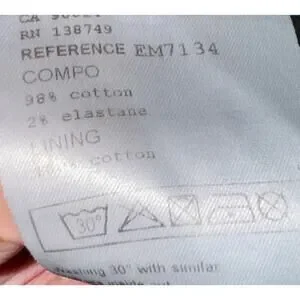 RN 138749
REFERENCE EM7134
COMPO
98% cotton
2% elastane
LINING
cotton
30°
washing 30° with similar